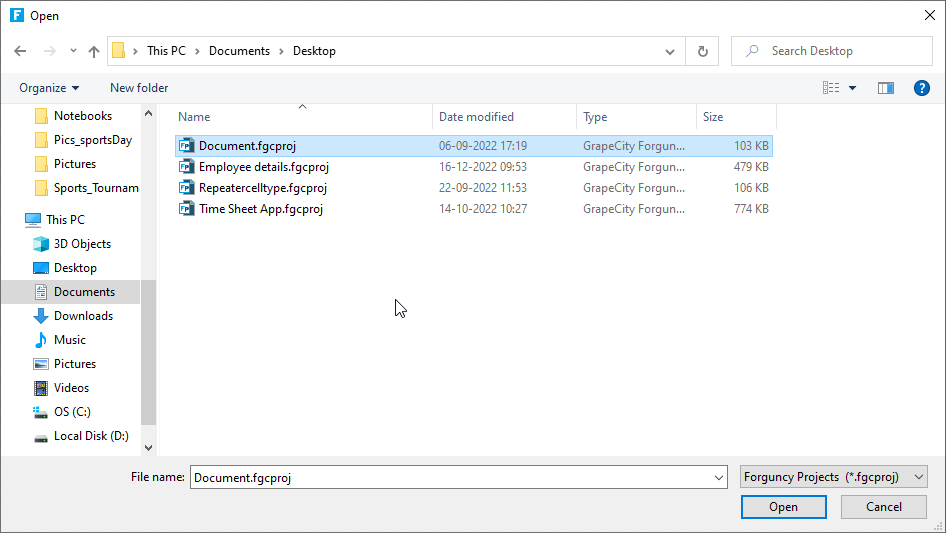 Open
This PC > Documents > Desktop
Search Desktop
Organize
New folder
Name
Date modified
Type
Size
Notebooks
Pics_sportsDay
Pictures
Sports_Tourname
This PC
3D Objects
Desktop
Documents
Downloads
Music
Pictures
Videos
OS (C:)
Local Disk (D:)
Document.fgcproj 06-09-2022 17:19 GrapeCity Forgun... 103 KB
Employee details.fgcproj 16-12-2022 09:53 GrapeCity Forgun... 479 KB
Repeatercelltype.fgcproj 22-09-2022 11:53 GrapeCity Forgun... 106 KB
Time Sheet App.fgcproj 14-10-2022 10:27 GrapeCity Forgun... 774 KB
File name: Document.fgcproj
Forguncy Projects (*.fgcproj)
Open
Cancel